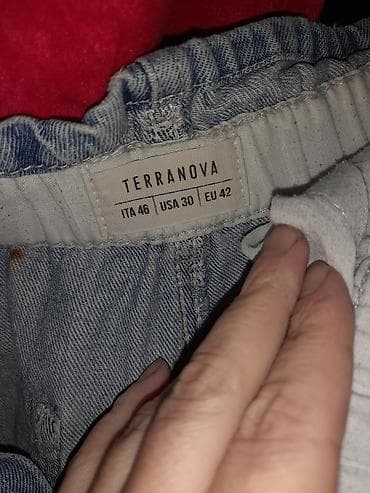 TERRANOVA
ITA 46 | USA 30 | EU 42